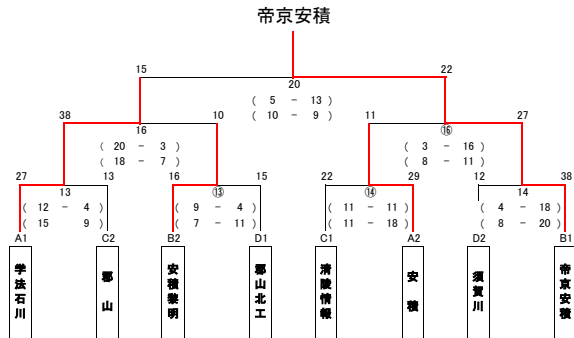 帝京安積
15 22
20
( 5 - 13 )
( 10 - 9 )
38 10 11 27
16 ⑯
( 20 - 3 ) ( 3 - 16 )
( 18 - 7 ) ( 8 - 11 )
27 13 16 15 22 29 12 38
13 ⑬ ⑭ 14
( 12 - 4 ) ( 9 - 4 ) ( 11 - 11 ) ( 4 - 18 )
( 15 9 ) ( 7 - 11 ) ( 11 - 18 ) ( 8 - 20 )
A1 C2 B2 D1 C1 A2 D2 B1
学法石川
郡山
安積黎明
郡山北工
清陵情報
安積
須賀川
帝京安積